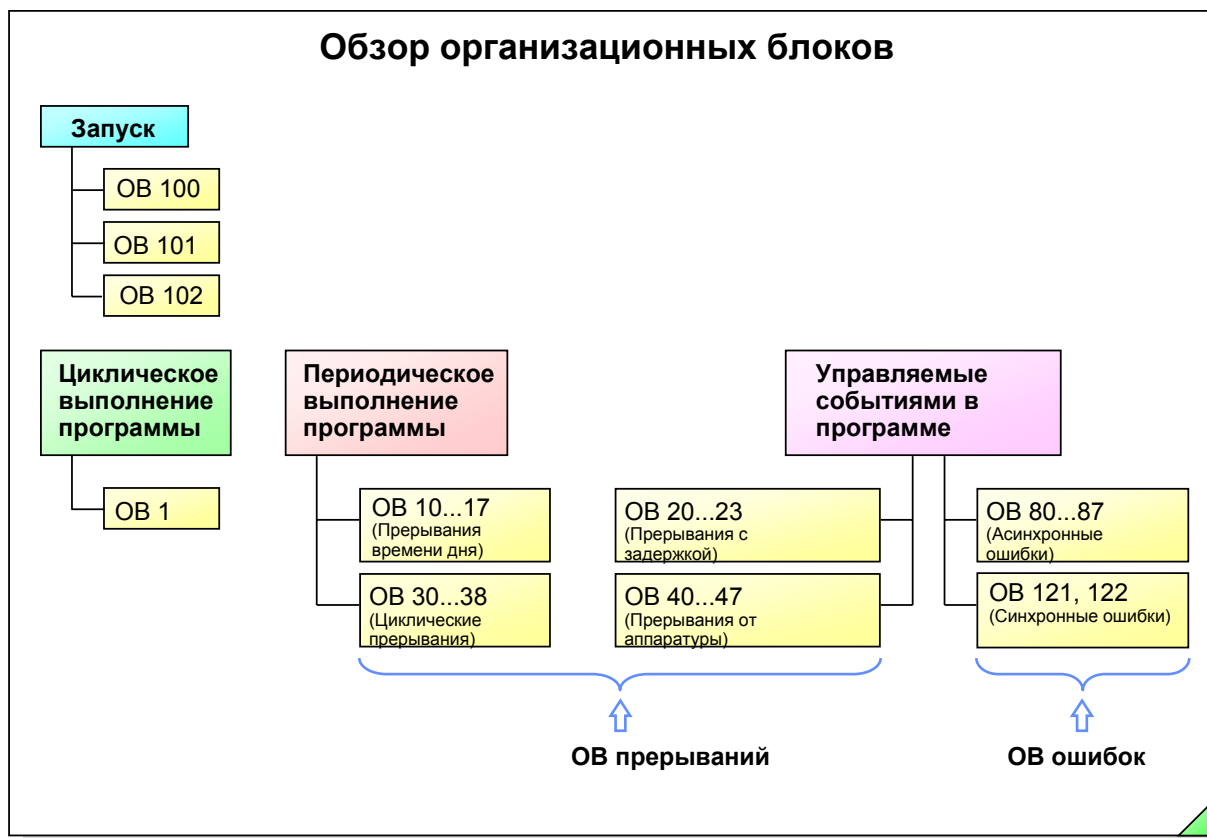 Обзор организационных блоков
Запуск
OB 100
OB 101
OB 102
Циклическое
выполнение
программы
OB 1
Периодическое
выполнение
программы
OB 10...17
(Прерывания
времени дня)
OB 30...38
(Циклические
прерывания)
Управляемые
событиями в
программе
OB 20...23
(Прерывания с
задержкой)
OB 40...47
(Прерывания от
аппаратуры)
OB 80...87
(Асинхронные
ошибки)
OB 121, 122
(Синхронные ошибки)
OB прерываний
OB ошибок